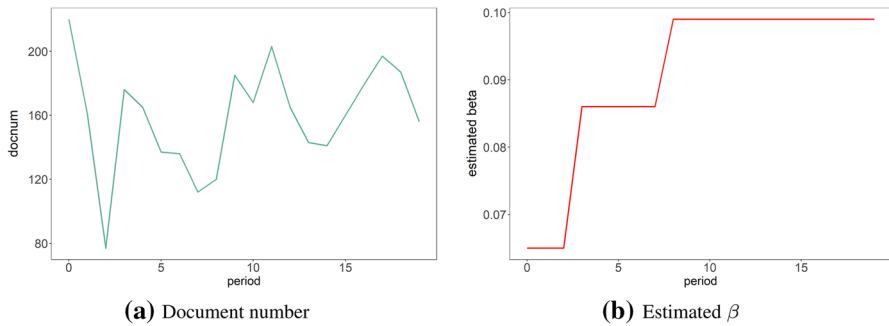 200
160
120
80
docnum
0 5 10 15
period
(a) Document number
0.10
0.09
0.08
0.07
estimated beta
0 5 10 15
period
(b) Estimated β